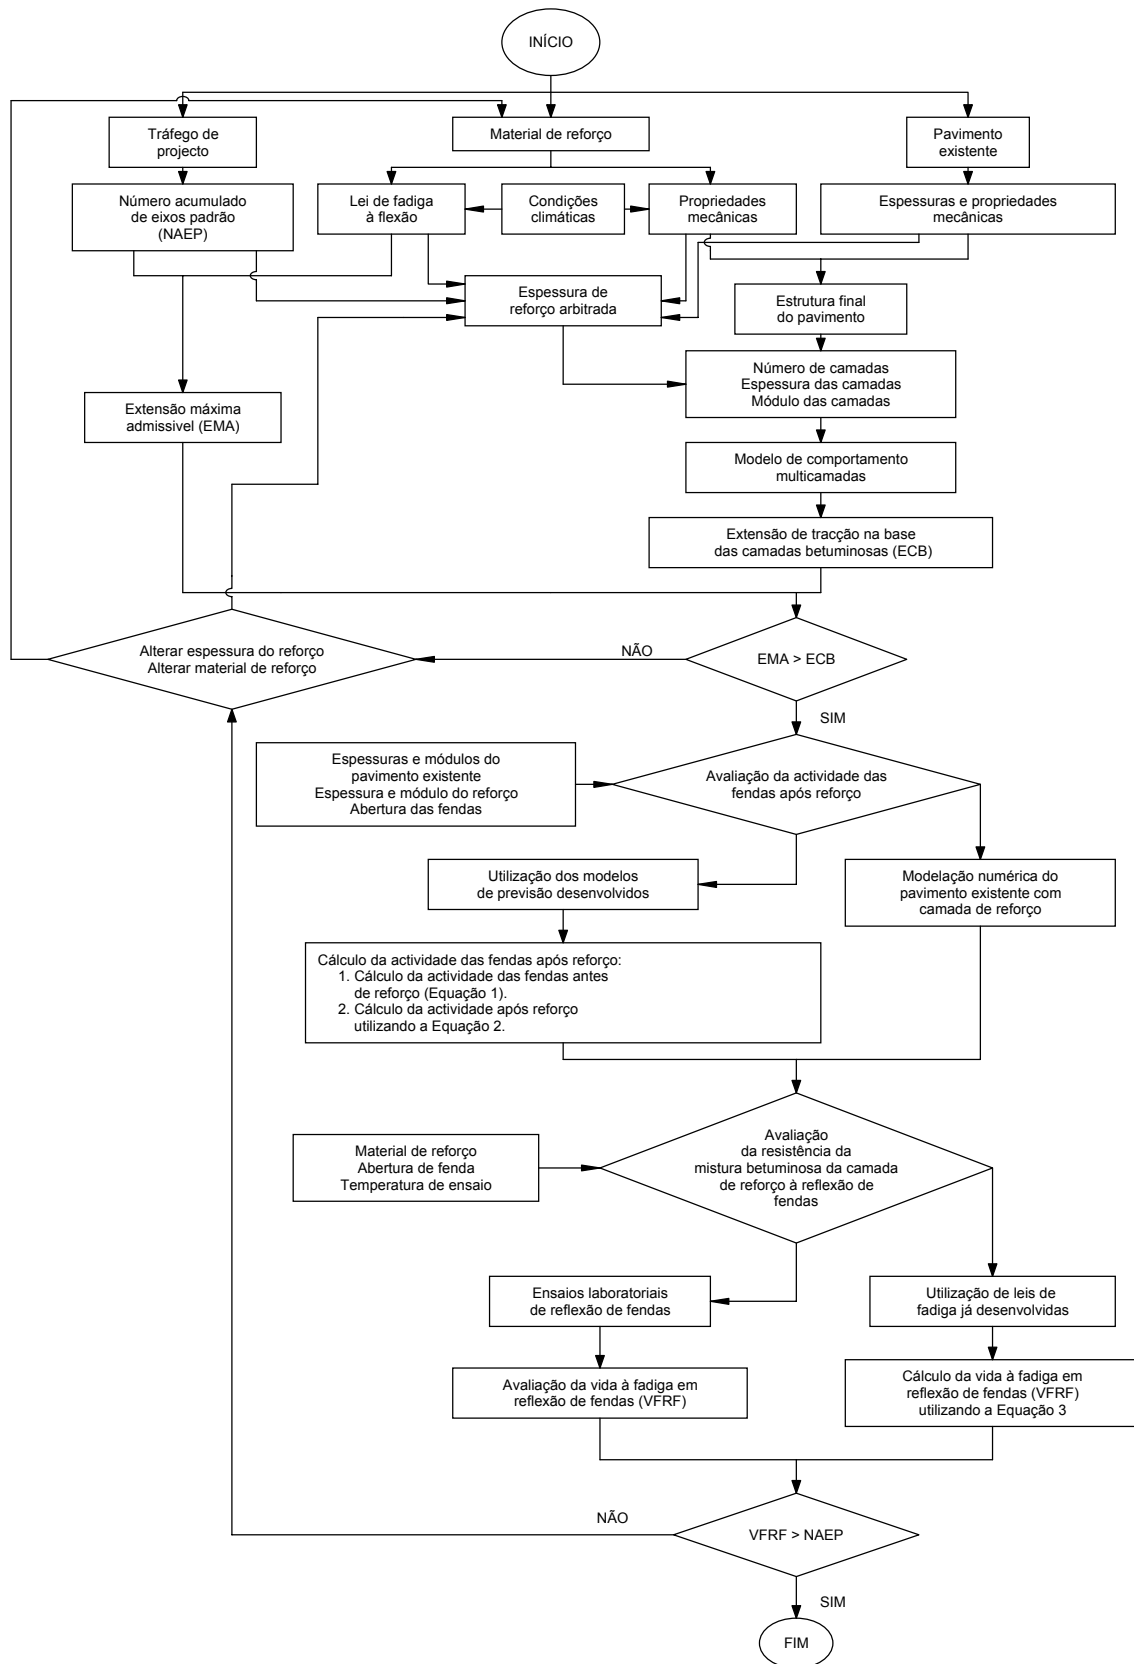 INÍCIO
Tráfego de
projecto
Material de reforço
Pavimento
existente
Número acumulado
de eixos padrão
(NAEP)
Lei de fadiga
à flexão
Condições
climáticas
Propriedades
mecânicas
Espessuras e propriedades
mecânicas
Espessura de
reforço arbitrada
Estrutura final
do pavimento
Número de camadas
Espessura das camadas
Módulo das camadas
Extensão máxima
admissivel (EMA)
Modelo de comportamento
multicamadas
Extensão de tracção na base
das camadas betuminosas (ECB)
Alterar espessura do reforço
Alterar material de reforço
NÃO
EMA > ECB
SIM
Espessuras e módulos do
pavimento existente
Espessura e módulo do reforço
Abertura das fendas
Avaliação da actividade das
fendas após reforço
Utilização dos modelos
de previsão desenvolvidos
Modelação numérica do
pavimento existente com
camada de reforço
Cálculo da actividade das fendas após reforço:
1. Cálculo da actividade das fendas antes
de reforço (Equação 1).
2. Cálculo da actividade após reforço
utilizando a Equação 2.
Material de reforço
Abertura de fenda
Temperatura de ensaio
Avaliação
da resistência da
mistura betuminosa da camada
de reforço à reflexão de
fendas
Ensaios laboratoriais
de reflexão de fendas
Utilização de leis de
fadiga já desenvolvidas
Avaliação da vida à fadiga em
reflexão de fendas (VFRF)
Cálculo da vida à fadiga em
reflexão de fendas (VFRF)
utilizando a Equação 3
NÃO
VFRF > NAEP
SIM
FIM